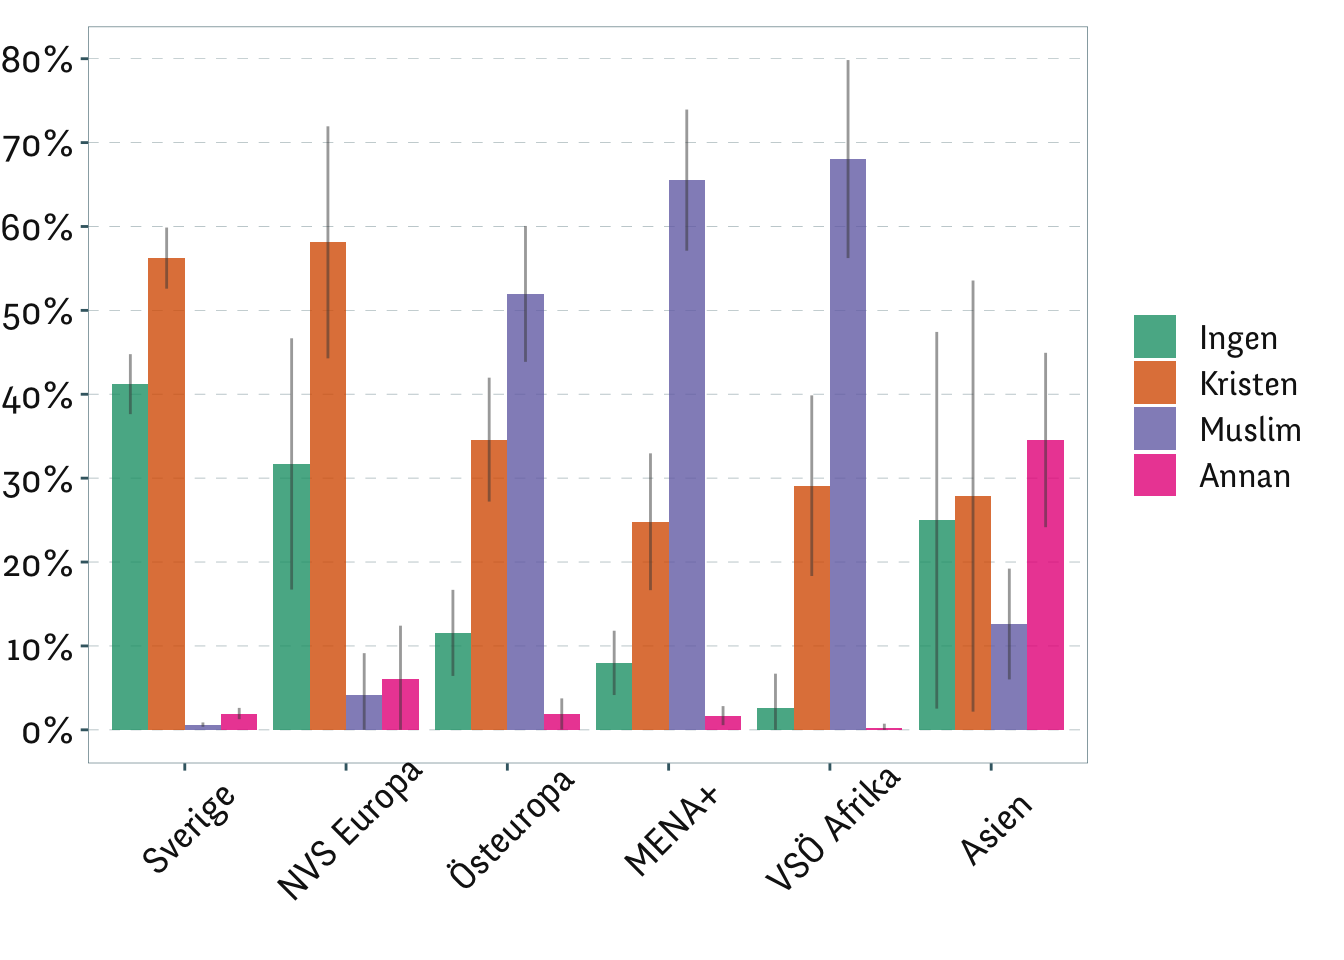 80%
70%
60%
50%
40%
30%
20%
10%
0%
Sverige
NVS Europa
Östeuropa
MENA+
VSÖ Afrika
Asien
Ingen
Kristen
Muslim
Annan